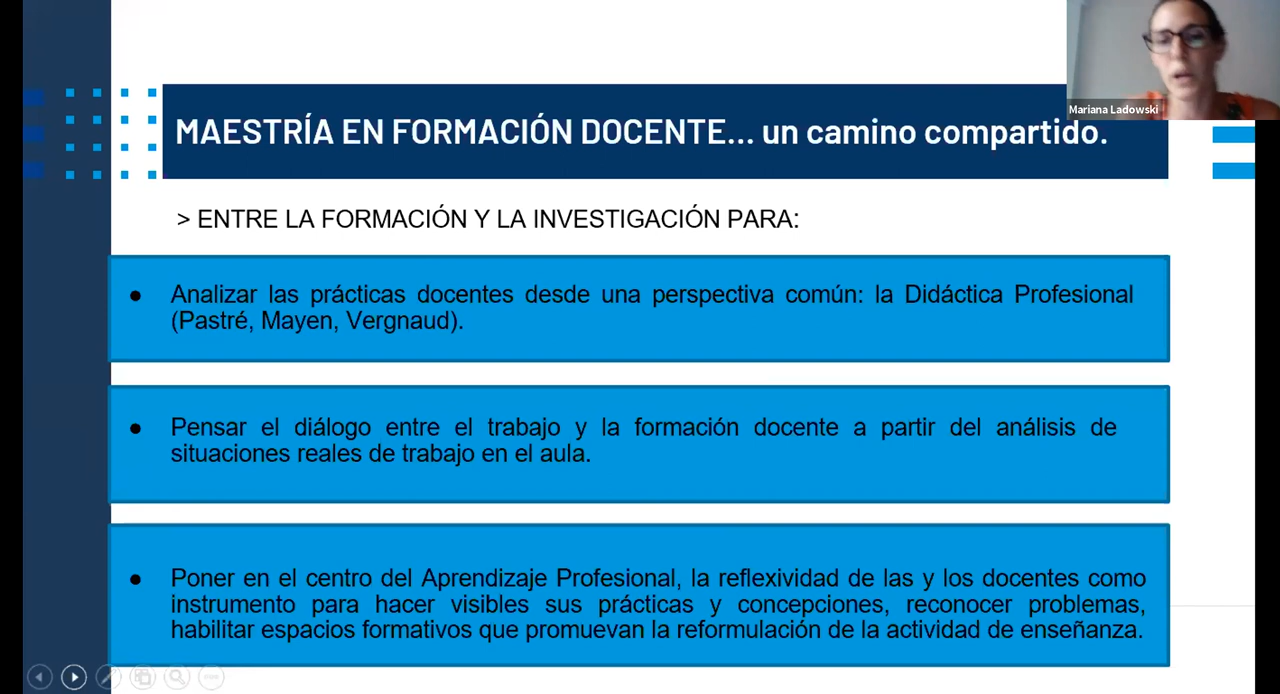 Mariana Ladowski
MAESTRÍA EN FORMACIÓN DOCENTE... un camino compartido.
> ENTRE LA FORMACIÓN Y LA INVESTIGACIÓN PARA:
● Analizar las prácticas docentes desde una perspectiva común: la Didáctica Profesional
(Pastré, Mayen, Vergnaud).
● Pensar el diálogo entre el trabajo y la formación docente a partir del análisis de
situaciones reales de trabajo en el aula.
● Poner en el centro del Aprendizaje Profesional, la reflexividad de las y los docentes como
instrumento para hacer visibles sus prácticas y concepciones, reconocer problemas,
habilitar espacios formativos que promuevan la reformulación de la actividad de enseñanza.